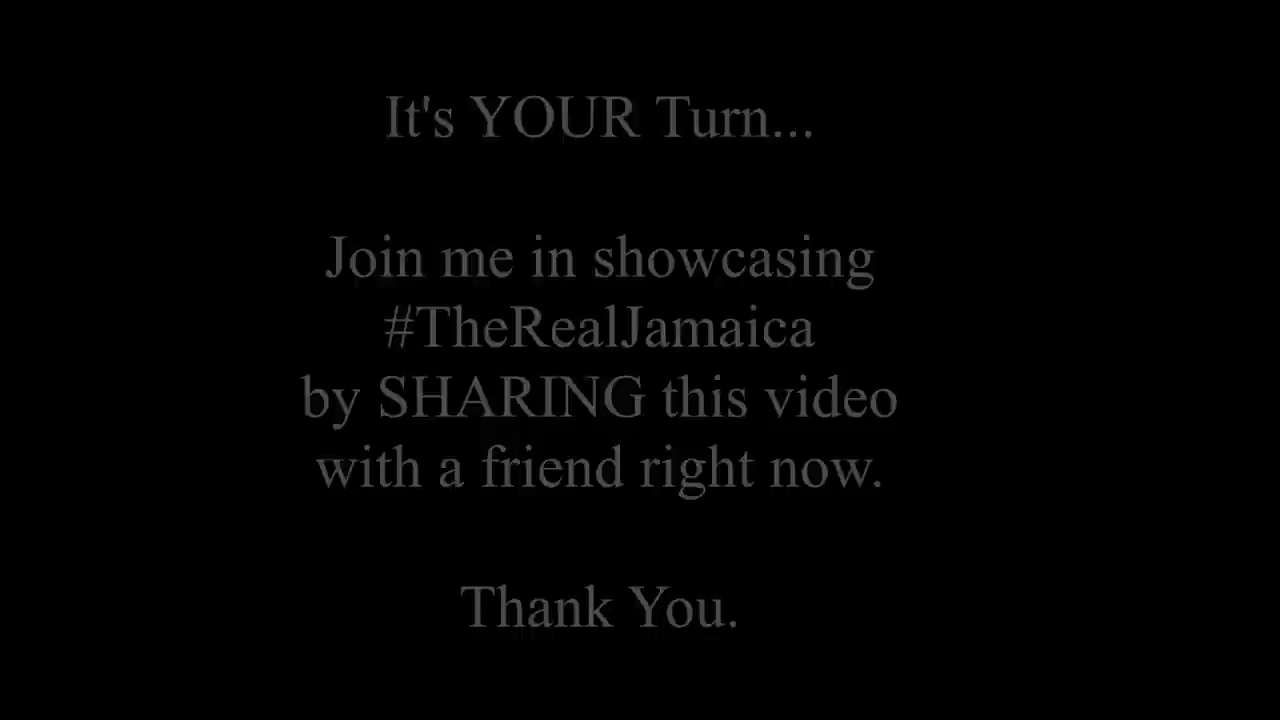 It's YOUR Turn...
Join me in showcasing
#TheRealJamaica
by SHARING this video
with a friend right now.
Thank You.